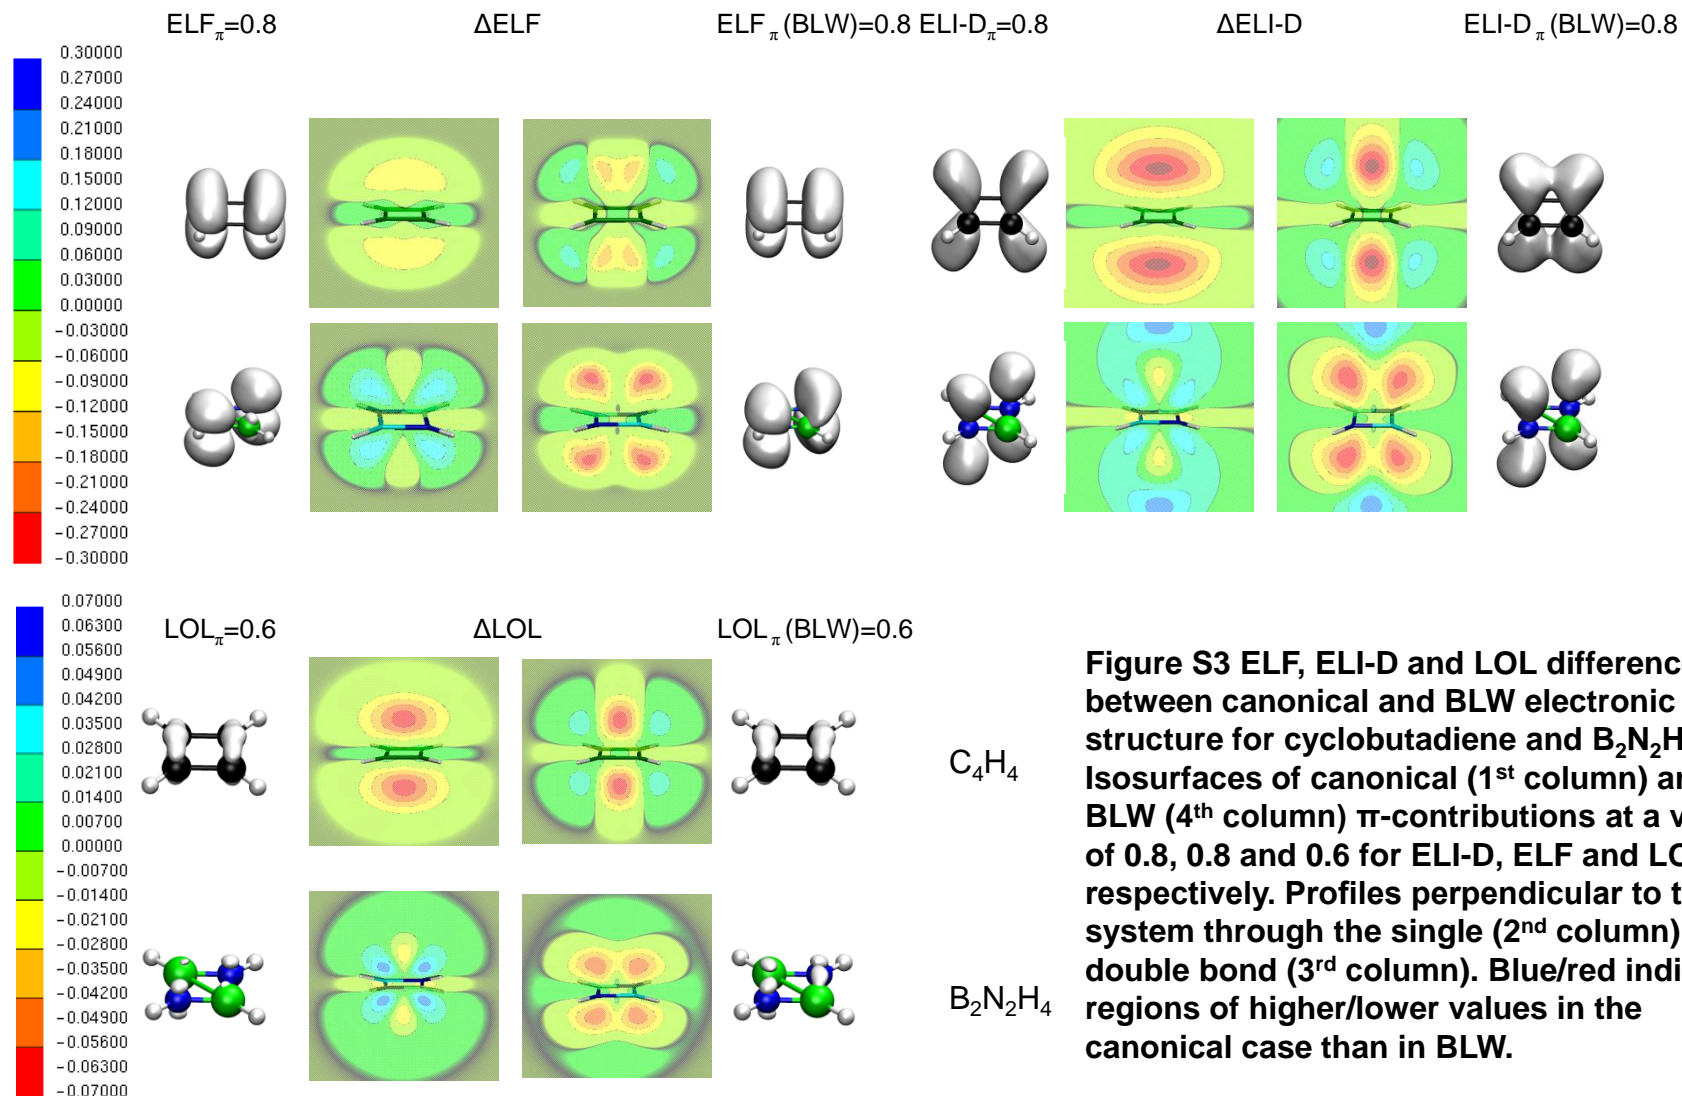 ELFπ=0.8 ΔELF ELFπ(BLW)=0.8 ELI-Dπ=0.8 ΔELI-D ELI-Dπ(BLW)=0.8
0.30000
0.27000
0.24000
0.21000
0.18000
0.15000
0.12000
0.09000
0.06000
0.03000
0.00000
-0.03000
-0.06000
-0.09000
-0.12000
-0.15000
-0.18000
-0.21000
-0.24000
-0.27000
-0.30000
0.07000
0.06300
0.05600
0.04900
0.04200
0.03500
0.02800
0.02100
0.01400
0.00700
0.00000
-0.00700
-0.01400
-0.02100
-0.02800
-0.03500
-0.04200
-0.04900
-0.05600
-0.06300
-0.07000
LOLπ=0.6 ΔLOL LOLπ(BLW)=0.6
C₄H₄
B₂N₂H₄
Figure S3 ELF, ELI-D and LOL difference
between canonical and BLW electronic
structure for cyclobutadiene and B₂N₂H
Isosurfaces of canonical (1st column)
BLW (4th column) π-contributions at a
of 0.8, 0.8 and 0.6 for ELI-D, ELF and
respectively. Profiles perpendicular to
system through the single (2nd column)
double bond (3rd column). Blue/red
regions of higher/lower values in the
canonical case than in BLW.